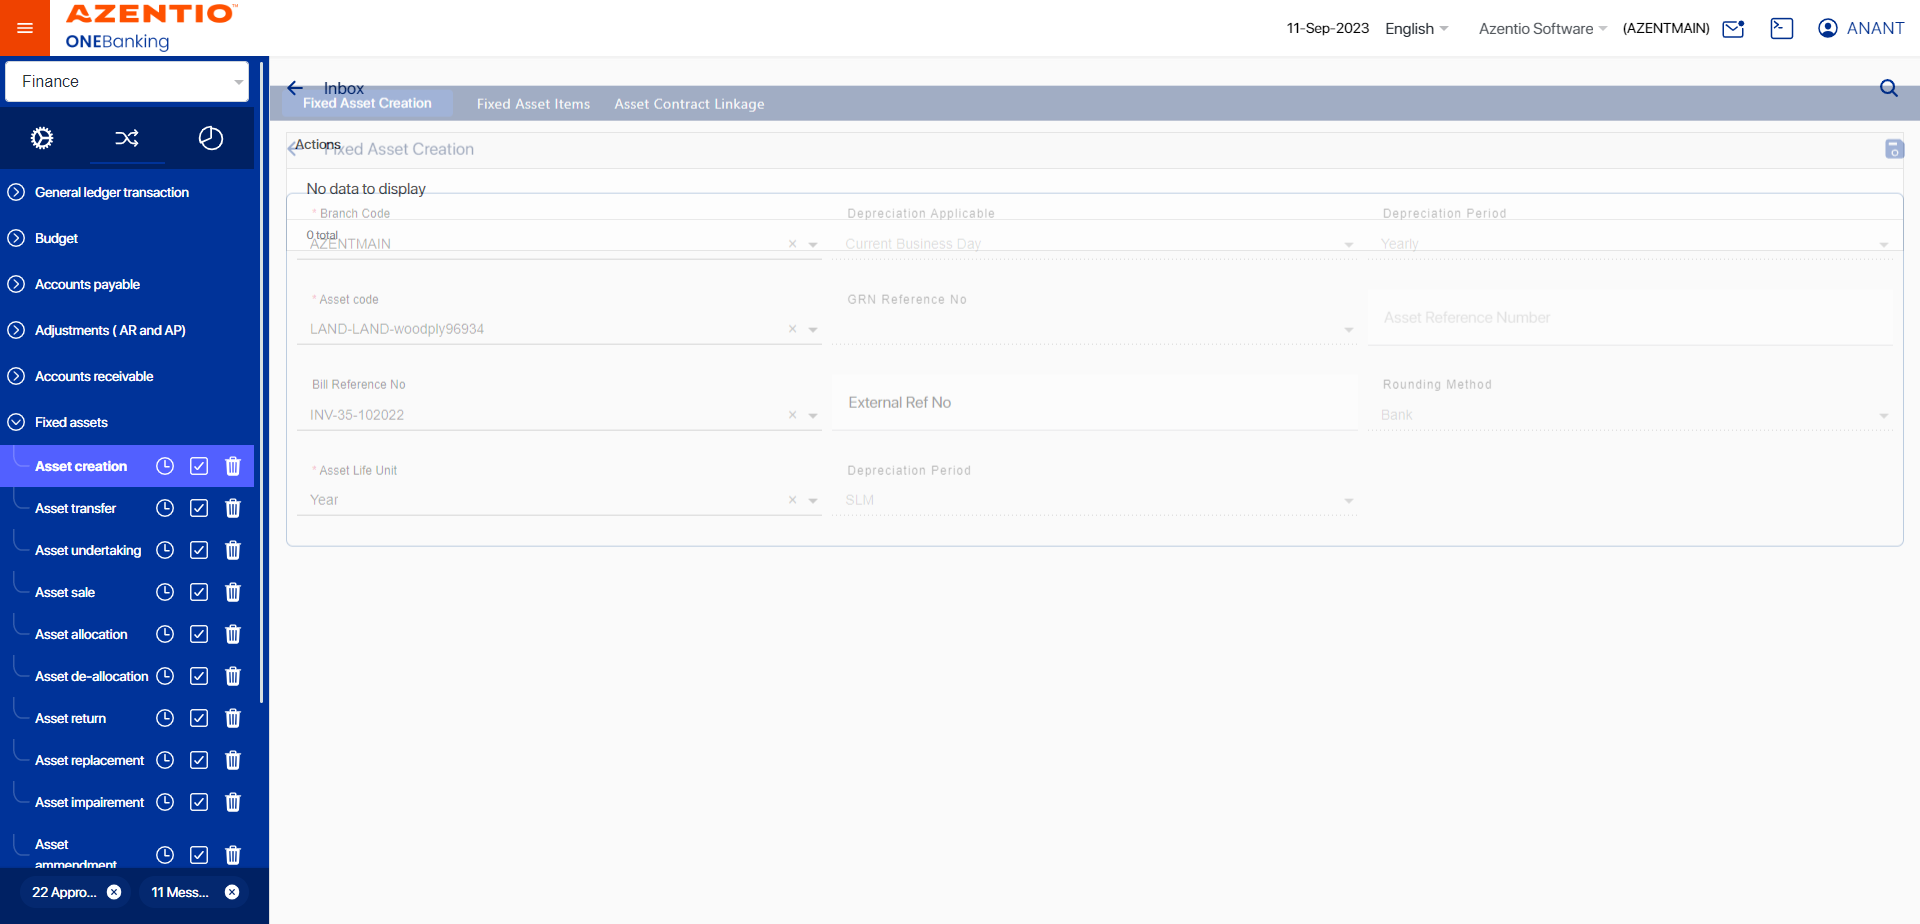 AZENTIO™
ONEBanking
11-Sep-2023 English Azentio Software (AZENTMAIN) ANANT
Finance
General ledger transaction
Budget
Accounts payable
Adjustments ( AR and AP)
Accounts receivable
Fixed assets
Asset creation
Asset transfer
Asset undertaking
Asset sale
Asset allocation
Asset de-allocation
Asset return
Asset replacement
Asset impairement
Asset
ammendment
22 Appro...
11 Mess...
Inbox
Fixed Asset Creation Fixed Asset Items Asset Contract Linkage
Actions
Fixed Asset Creation
No data to display
0 total
* Branch Code
AZENTMAIN
Depreciation Applicable
Current Business Day
Depreciation Period
Yearly
* Asset code
LAND-LAND-woodply96934
GRN Reference No
Asset Reference Number
Bill Reference No
INV-35-102022
External Ref No
Rounding Method
Bank
* Asset Life Unit
Year
Depreciation Period
SLM